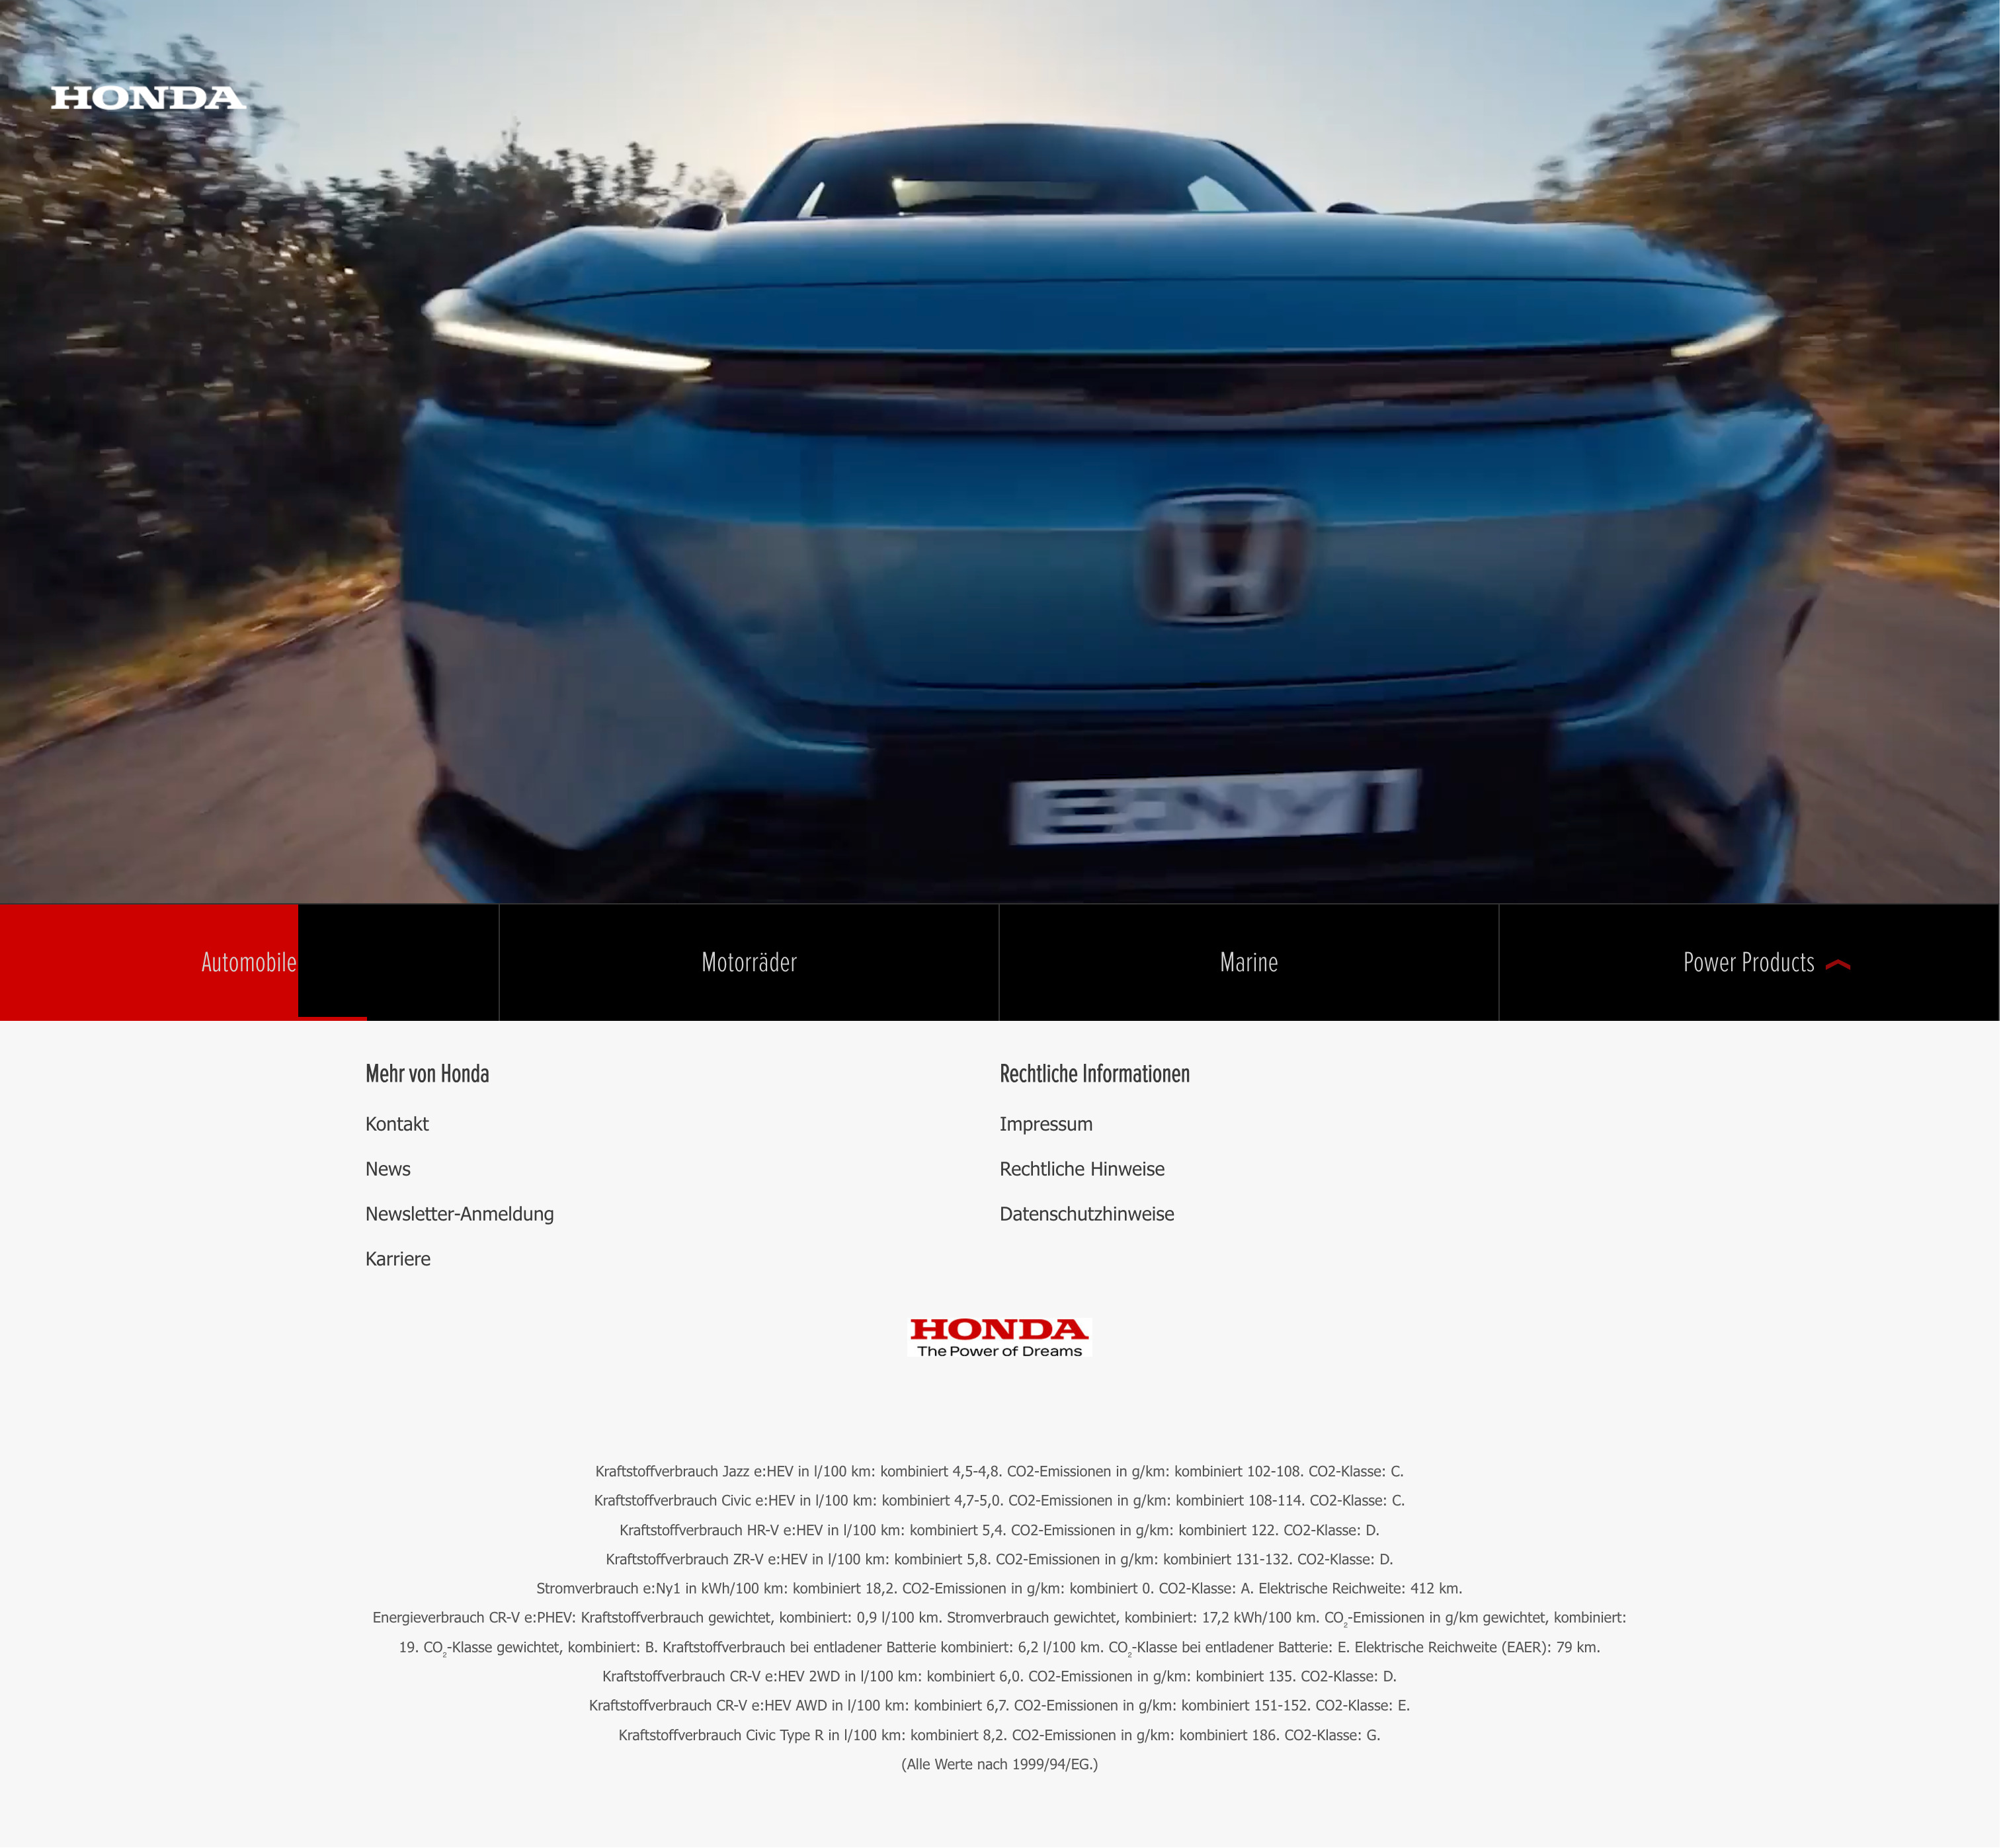 HONDA
e:Ny1
Automobile
Motorräder
Marine
Power Products
Mehr von Honda
Kontakt
News
Newsletter-Anmeldung
Karriere
Rechtliche Informationen
Impressum
Rechtliche Hinweise
Datenschutzhinweise
HONDA
The Power of Dreams
Kraftstoffverbrauch Jazz e:HEV in l/100 km: kombiniert 4,5-4,8. CO2-Emissionen in g/km: kombiniert 102-108. CO2-Klasse: C.
Kraftstoffverbrauch Civic e:HEV in l/100 km: kombiniert 4,7-5,0. CO2-Emissionen in g/km: kombiniert 108-114. CO2-Klasse: C.
Kraftstoffverbrauch HR-V e:HEV in l/100 km: kombiniert 5,4. CO2-Emissionen in g/km: kombiniert 122. CO2-Klasse: D.
Kraftstoffverbrauch ZR-V e:HEV in l/100 km: kombiniert 5,8. CO2-Emissionen in g/km: kombiniert 131-132. CO2-Klasse: D.
Stromverbrauch e:Ny1 in kWh/100 km: kombiniert 18,2. CO2-Emissionen in g/km: kombiniert 0. CO2-Klasse: A. Elektrische Reichweite: 412 km.
Energieverbrauch CR-V e:PHEV: Kraftstoffverbrauch gewichtet, kombiniert: 0,9 l/100 km. Stromverbrauch gewichtet, kombiniert: 17,2 kWh/100 km. CO₂-Emissionen in g/km gewichtet, kombiniert:
19. CO₂-Klasse gewichtet, kombiniert: B. Kraftstoffverbrauch bei entladener Batterie kombiniert: 6,2 l/100 km. CO₂-Klasse bei entladener Batterie: E. Elektrische Reichweite (EAER): 79 km.
Kraftstoffverbrauch CR-V e:HEV 2WD in l/100 km: kombiniert 6,0. CO2-Emissionen in g/km: kombiniert 135. CO2-Klasse: D.
Kraftstoffverbrauch CR-V e:HEV AWD in l/100 km: kombiniert 6,7. CO2-Emissionen in g/km: kombiniert 151-152. CO2-Klasse: E.
Kraftstoffverbrauch Civic Type R in l/100 km: kombiniert 8,2. CO2-Emissionen in g/km: kombiniert 186. CO2-Klasse: G.
(Alle Werte nach 1999/94/EG.)